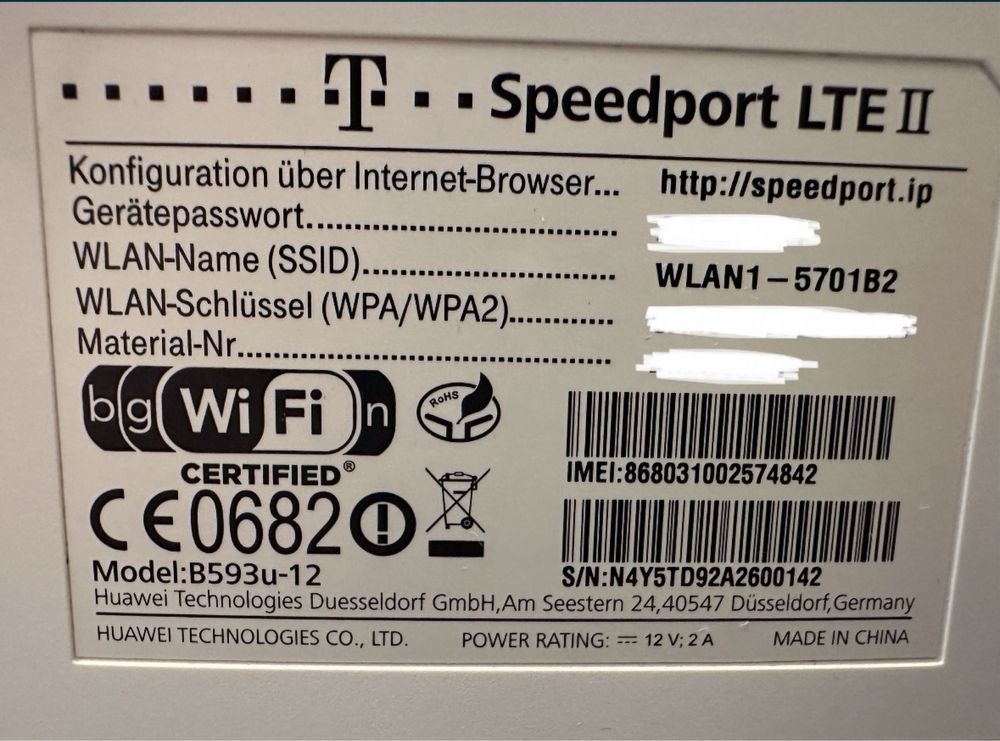 T Speedport LTE II
Konfiguration über Internet-Browser... http://speedport.ip
Gerätepasswort....................................
WLAN-Name (SSID)............................. WLAN1-5701B2
WLAN-Schlüssel (WPA/WPA2)............
Material-Nr...........................................
b g Wi Fi n
CERTIFIED®
RoHS
IMEI:868031002574842
CE0682
S/N:N4Y5TD92A2600142
Model:B593u-12
Huawei Technologies Duesseldorf GmbH,Am Seestern 24,40547 Düsseldorf,Germany
HUAWEI TECHNOLOGIES CO., LTD. POWER RATING: ⎓ 12 V; 2 A MADE IN CHINA